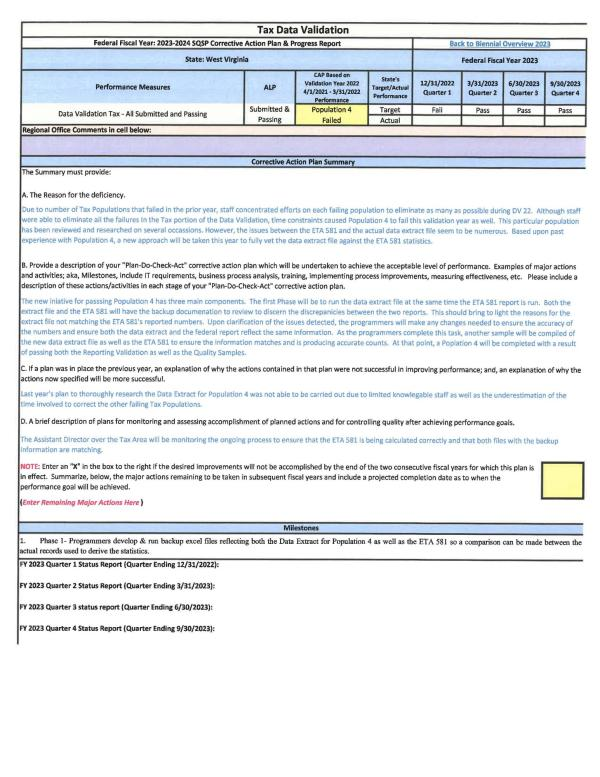 Tax Data Validation
Federal Fiscal Year: 2023-2024 SQSP Corrective Action Plan & Progress Report
Back to Biennial Overview 2023
State: West Virginia
Federal Fiscal Year 2023
Performance Measures
ALP
CAP Based on
Validation Year 2022
4/1/2021 - 3/31/2022
Performance
State's
Target/Actual
Performance
12/31/2022
Quarter 1
3/31/2023
Quarter 2
6/30/2023
Quarter 3
9/30/2023
Quarter 4
Data Validation Tax - All Submitted and Passing
Submitted &
Passing
Population 4
Failed
Target
Fail
Pass
Pass
Pass
Actual
Regional Office Comments in cell below:
Corrective Action Plan Summary
The Summary must provide:
A. The Reason for the deficiency.
Due to number of Tax Populations that failed in the prior year, staff concentrated efforts on each failing population to eliminate as many as possible during DV 22. Although staff
were able to eliminate all the failures in the Tax portion of the Data Validation, time constraints caused Population 4 to fail this validation year as well. This particular population
has been reviewed and researched on several occassions. However, the issues between the ETA 581 and the actual data extract file seem to be numerous. Based upon past
experience with Population 4, a new approach will be taken this year to fully vet the data extract file against the ETA 581 statistics.
B. Provide a description of your "Plan-Do-Check-Act" corrective action plan which will be undertaken to achieve the acceptable level of performance. Examples of major actions
and activities; aka, Milestones, include IT requirements, business process analysis, training, implementing process improvements, measuring effectiveness, etc. Please include a
description of these actions/activities in each stage of your "Plan-Do-Check-Act" corrective action plan.
The new iniative for passsing Population 4 has three main components. The first Phase will be to run the data extract file at the same time the ETA 581 report is run. Both the
extract file and the ETA 581 will have the backup documenation to review to discern the discrepancies between the two reports. This should bring to light the reasons for the
extract file not matching the ETA 581's reported numbers. Upon clarification of the issues detected, the programmers will make any changes needed to ensure the accuracy of
the numbers and ensure both the data extract and the federal report reflect the same information. As the programmers complete this task, another sample will be compiled of
the new data extract file as well as the ETA 581 to ensure the information matches and is producing accurate counts. At that point, a Poplation 4 will be completed with a result
of passing both the Reporting Validation as well as the Quality Samples.
C. If a plan was in place the previous year, an explanation of why the actions contained in that plan were not successful in improving performance; and, an explanation of why the
actions now specified will be more successful.
Last year's plan to thoroughly research the Data Extract for Population 4 was not able to be carried out due to limited knowlegable staff as well as the underestimation of the
time involved to correct the other failing Tax Populations.
D. A brief description of plans for monitoring and assessing accomplishment of planned actions and for controlling quality after achieving performance goals.
The Assistant Director over the Tax Area will be monitoring the ongoing process to ensure that the ETA 581 is being calculated correctly and that both files with the backup
information are matching.
NOTE: Enter an "X" in the box to the right if the desired improvements will not be accomplished by the end of the two consecutive fiscal years for which this plan is
in effect. Summarize, below, the major actions remaining to be taken in subsequent fiscal years and include a projected completion date as to when the
performance goal will be achieved.
(Enter Remaining Major Actions Here )
Milestones
1. Phase 1- Programmers develop & run backup excel files reflecting both the Data Extract for Population 4 as well as the ETA 581 so a comparison can be made between the
actual records used to derive the statistics.
FY 2023 Quarter 1 Status Report (Quarter Ending 12/31/2022):
FY 2023 Quarter 2 Status Report (Quarter Ending 3/31/2023):
FY 2023 Quarter 3 status report (Quarter Ending 6/30/2023):
FY 2023 Quarter 4 Status Report (Quarter Ending 9/30/2023):